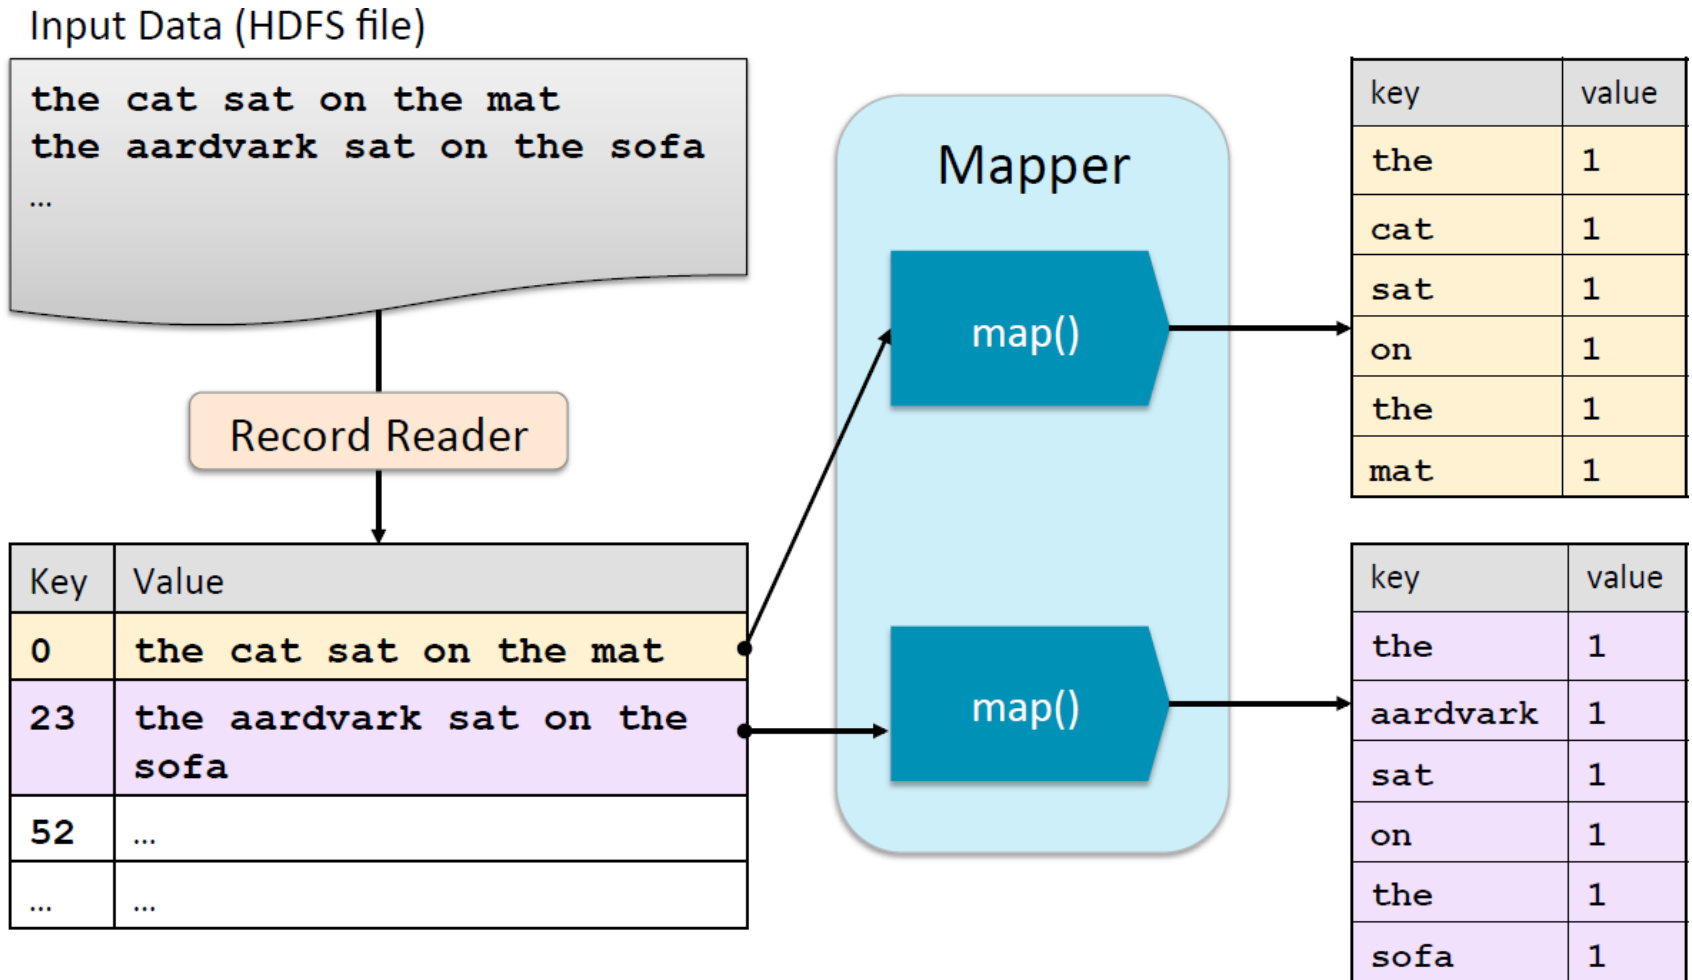 Input Data (HDFS file)
the cat sat on the mat
the aardvark sat on the sofa
…
Record Reader
Key Value
0 the cat sat on the mat
23 the aardvark sat on the
sofa
52 …
… …
Mapper
map()
map()
key value
the 1
cat 1
sat 1
on 1
the 1
mat 1
key value
the 1
aardvark 1
sat 1
on 1
the 1
sofa 1